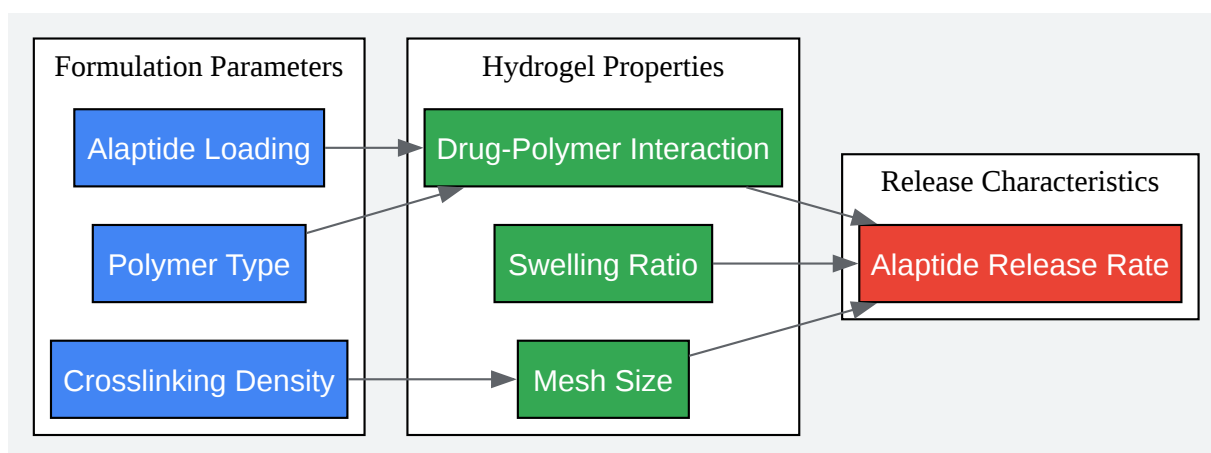 Formulation Parameters
Alaptide Loading
Polymer Type
Crosslinking Density
Hydrogel Properties
Drug-Polymer Interaction
Swelling Ratio
Mesh Size
Release Characteristics
Alaptide Release Rate